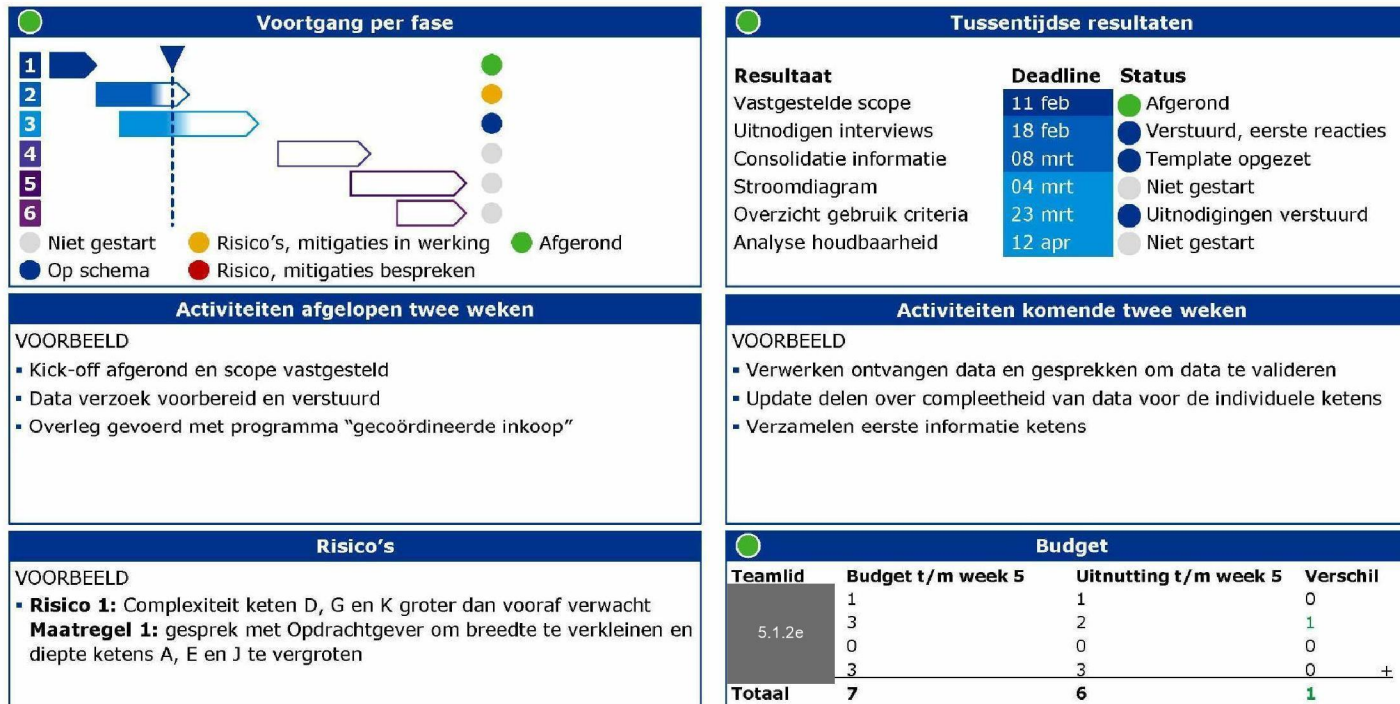 Voortgang per fase
1
2
3
4
5
6
Niet gestart
Risico's, mitigaties in werking
Afgerond
Op schema
Risico, mitigaties bespreken
Tussentijdse resultaten
Resultaat Deadline Status
Vastgestelde scope 11 feb Afgerond
Uitnodigen interviews 18 feb Verstuurd, eerste reacties
Consolidatie informatie 08 mrt Template opgezet
Stroomdiagram 04 mrt Niet gestart
Overzicht gebruik criteria 23 mrt Uitnodigingen verstuurd
Analyse houdbaarheid 12 apr Niet gestart
Activiteiten afgelopen twee weken
VOORBEELD
▪ Kick-off afgerond en scope vastgesteld
▪ Data verzoek voorbereid en verstuurd
▪ Overleg gevoerd met programma “gecoördineerde inkoop”
Activiteiten komende twee weken
VOORBEELD
▪ Verwerken ontvangen data en gesprekken om data te valideren
▪ Update delen over compleetheid van data voor de individuele ketens
▪ Verzamelen eerste informatie ketens
Risico's
VOORBEELD
▪ Risico 1: Complexiteit keten D, G en K groter dan vooraf verwacht
Maatregel 1: gesprek met Opdrachtgever om breedte te verkleinen en
diepte ketens A, E en J te vergroten
Budget
Teamlid Budget t/m week 5 Uitnutting t/m week 5 Verschil
5.1.2e
1 1 0
3 2 1
0 0 0
3 3 0 +
Totaal 7 6 1